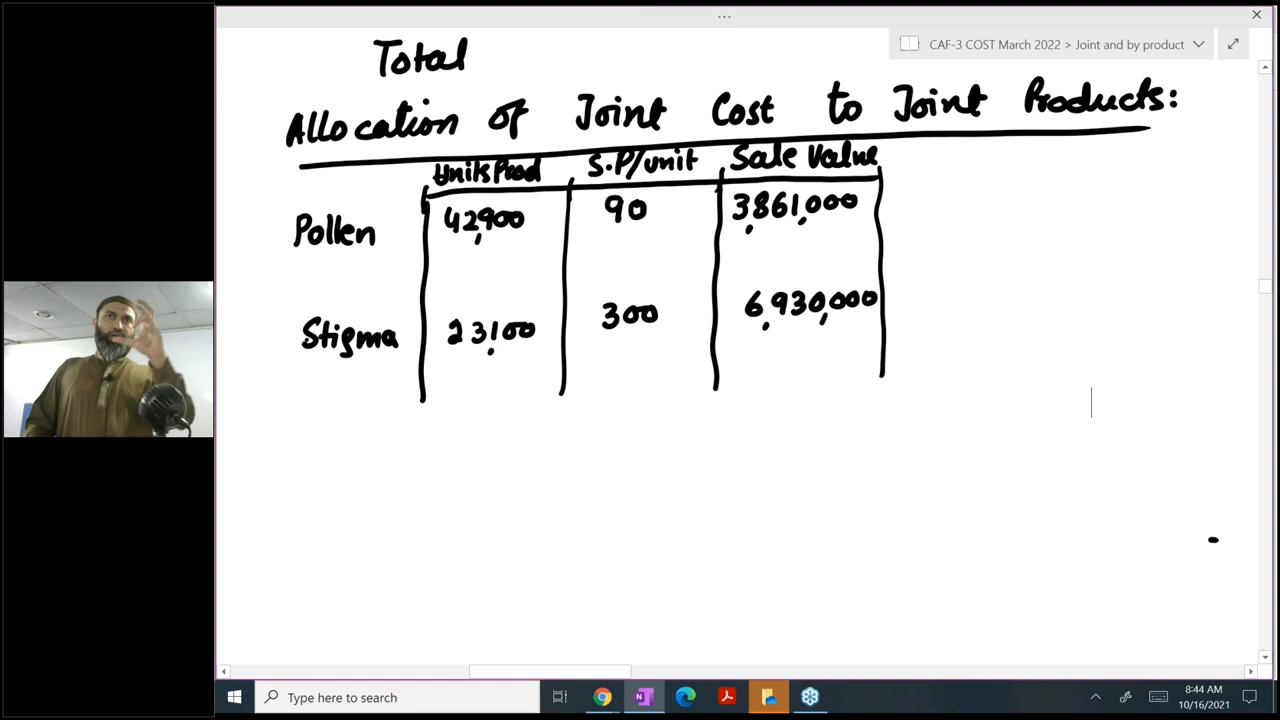 CAF-3 COST March 2022 > Joint and by product
Total
Allocation of Joint Cost to Joint Products:
Units Prod S.P/unit Sale Value
Pollen 42,900 90 3,861,000
Stigma 23,100 300 6,930,000
Type here to search
8:44 AM
10/16/2021